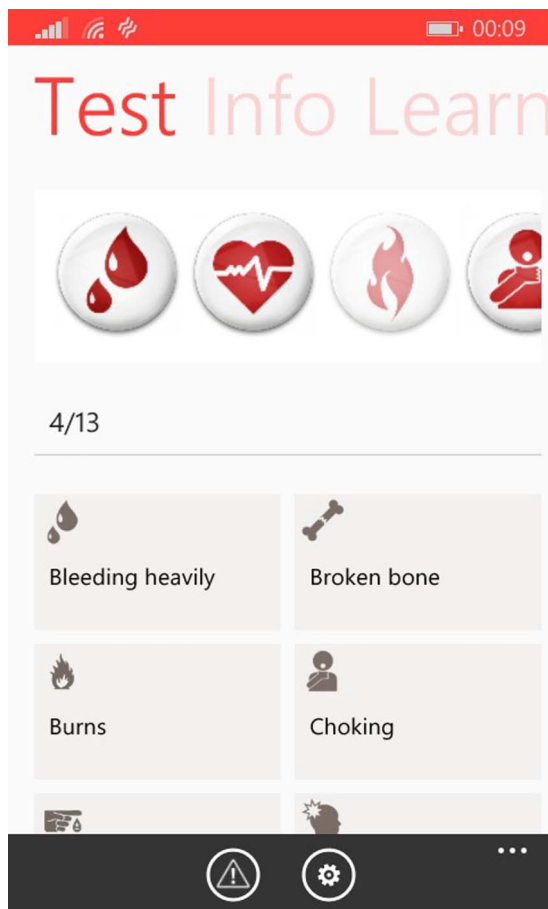 00:09
Test Info Learn
4/13
Bleeding heavily
Broken bone
Burns
Choking